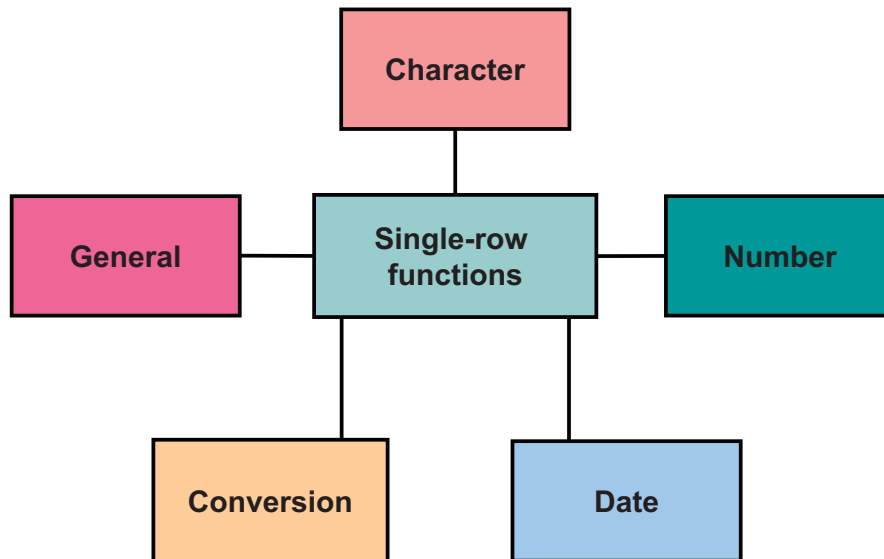 Character
General
Single-row
functions
Number
Conversion
Date